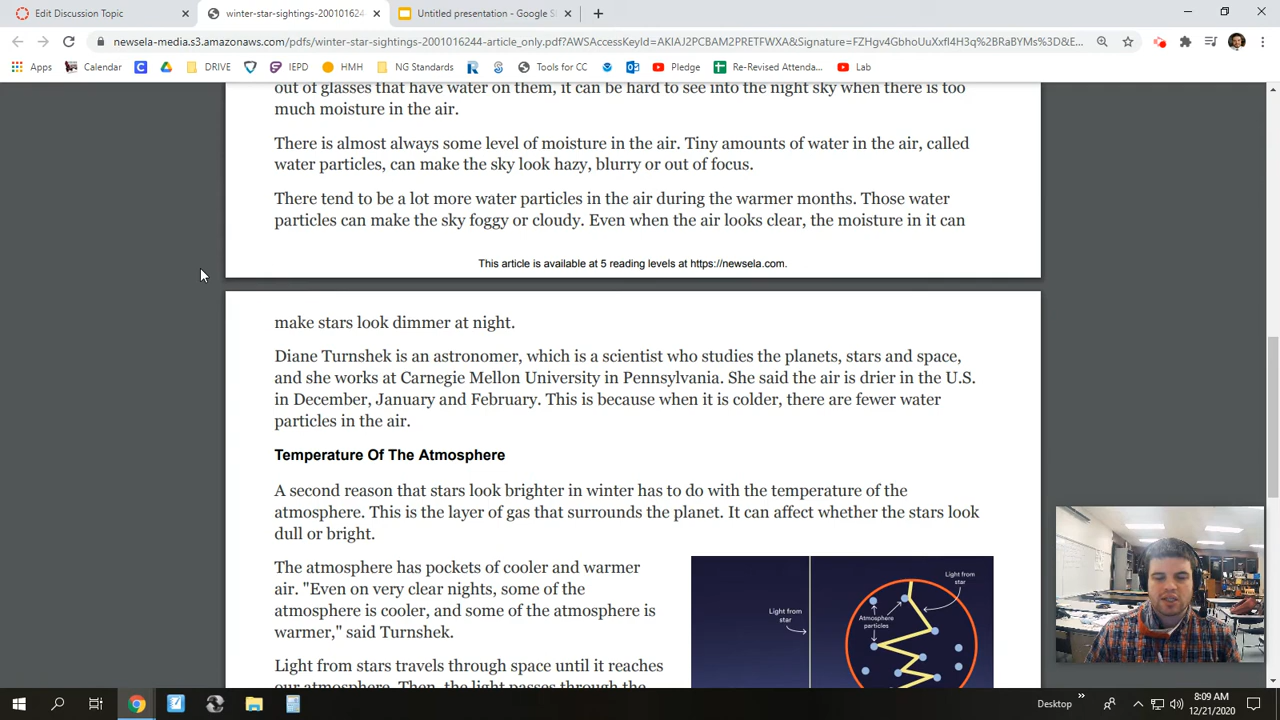 Edit Discussion Topic
winter-star-sightings-2001016244
Untitled presentation - Google S
newsela-media.s3.amazonaws.com/pdfs/winter-star-sightings-2001016244-article_only.pdf?AWSAccessKeyId=AKIAJ2PCBAM2PRETFWXA&Signature=FZHgv4GbhoUuXxfI4H3q%2BRaBYMs%3D&E...
Apps
Calendar
DRIVE
IEPD
HMH
NG Standards
Tools for CC
Pledge
Re-Revised Attenda...
Lab
out of glasses that have water on them, it can be hard to see into the night sky when there is too
much moisture in the air.
There is almost always some level of moisture in the air. Tiny amounts of water in the air, called
water particles, can make the sky look hazy, blurry or out of focus.
There tend to be a lot more water particles in the air during the warmer months. Those water
particles can make the sky foggy or cloudy. Even when the air looks clear, the moisture in it can
This article is available at 5 reading levels at https://newsela.com.
make stars look dimmer at night.
Diane Turnshek is an astronomer, which is a scientist who studies the planets, stars and space,
and she works at Carnegie Mellon University in Pennsylvania. She said the air is drier in the U.S.
in December, January and February. This is because when it is colder, there are fewer water
particles in the air.
Temperature Of The Atmosphere
A second reason that stars look brighter in winter has to do with the temperature of the
atmosphere. This is the layer of gas that surrounds the planet. It can affect whether the stars look
dull or bright.
The atmosphere has pockets of cooler and warmer
air. "Even on very clear nights, some of the
atmosphere is cooler, and some of the atmosphere is
warmer," said Turnshek.
Light from stars travels through space until it reaches
our atmosphere. Then, the light passes through the
Light from
star
Atmosphere
particles
Light from
star
Desktop
8:09 AM
12/21/2020